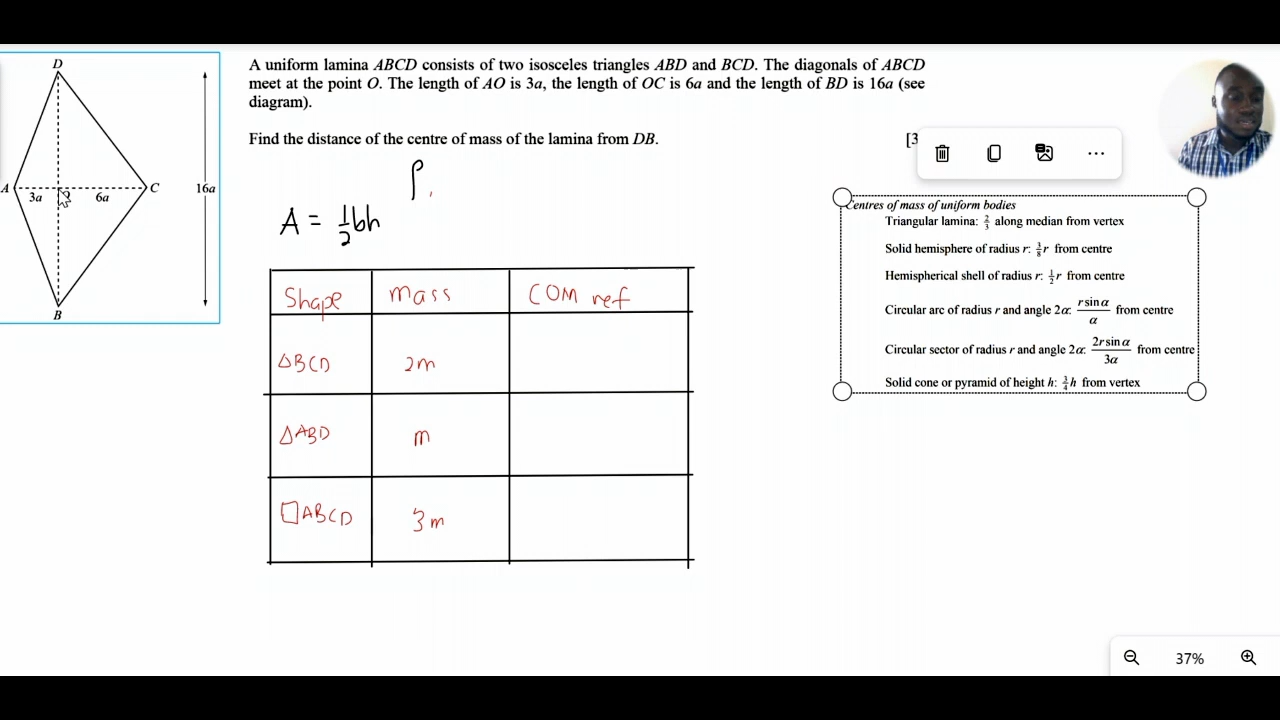 D
A
3a
6a
C
16a
B
A uniform lamina ABCD consists of two isosceles triangles ABD and BCD. The diagonals of ABCD
meet at the point O. The length of AO is 3a, the length of OC is 6a and the length of BD is 16a (see
diagram).
Find the distance of the centre of mass of the lamina from DB.
[3
ρ
A = 1/2 bh
Shape mass COM ref
△BCD 2m
△ABD m
□ABCD 3m
Centres of mass of uniform bodies
Triangular lamina: 2/3 along median from vertex
Solid hemisphere of radius r: 3/8 r from centre
Hemispherical shell of radius r: 1/2 r from centre
Circular arc of radius r and angle 2α: r sin α / α from centre
Circular sector of radius r and angle 2α: 2r sin α / 3α from centre
Solid cone or pyramid of height h: 3/4 h from vertex
37%